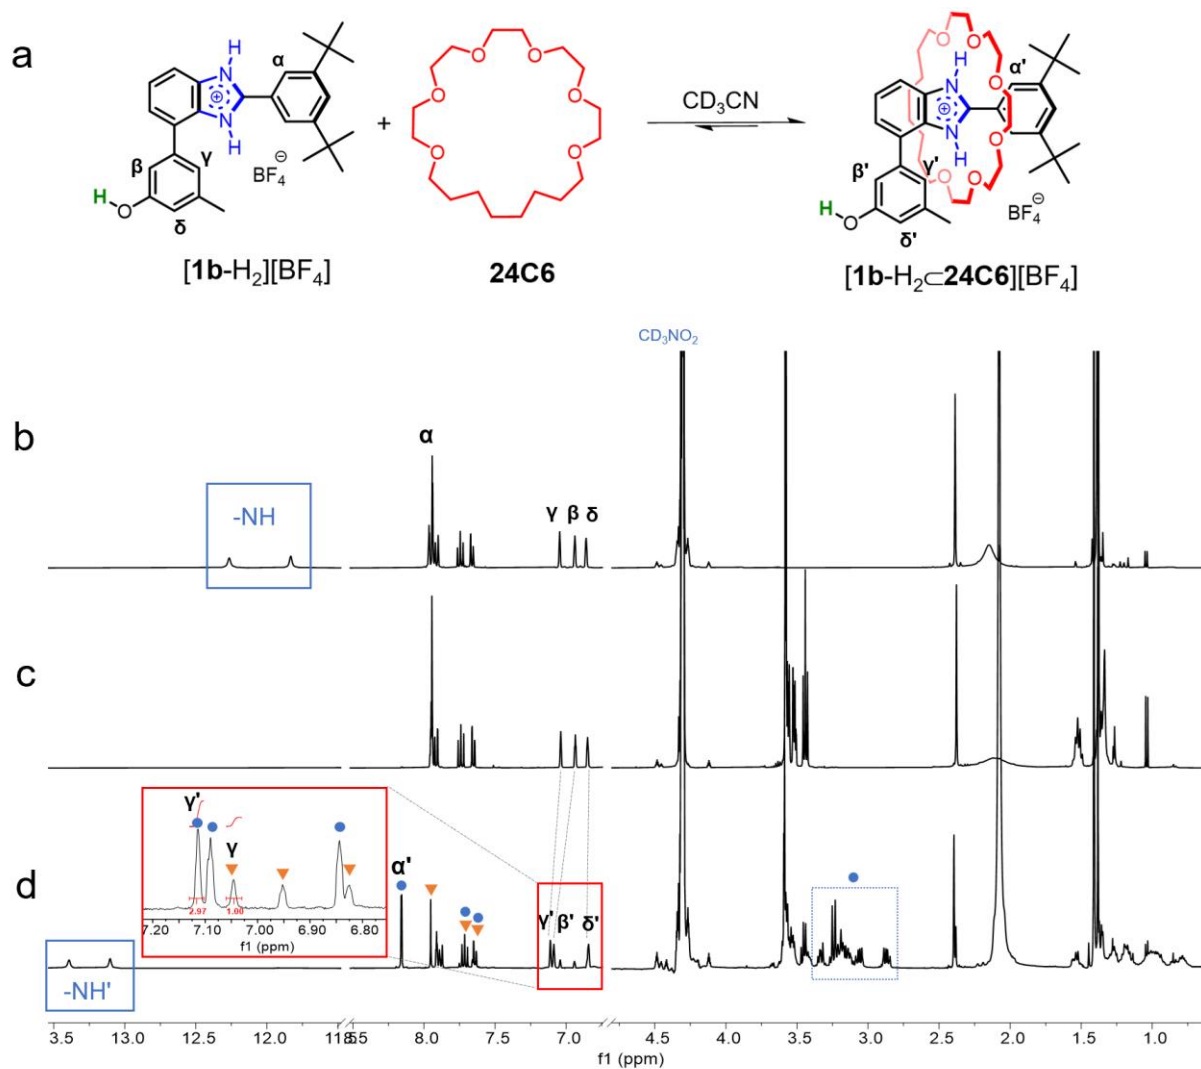 a
H
N
⊕
N
H
α
β
γ
δ
H
O
BF4⊖
[1b-H2][BF4]
+
O O
O O
O O
24C6
CD3CN
O O
H
N
⊕
N
H
α'
O
O
O O
β'
γ'
δ'
H
O
BF4⊖
[1b-H2⊂24C6][BF4]
CD3NO2
b
-NH
α
γ β δ
c
d
γ'
γ
2.97 1.00
7.20 7.10 7.00 6.90 6.80
f1 (ppm)
α'
γ' β' δ'
-NH'
13.5 13.0 12.5 12.0 11.5 8.0 7.5 7.0 4.5 4.0 3.5 3.0 2.5 2.0 1.5 1.0
f1 (ppm)